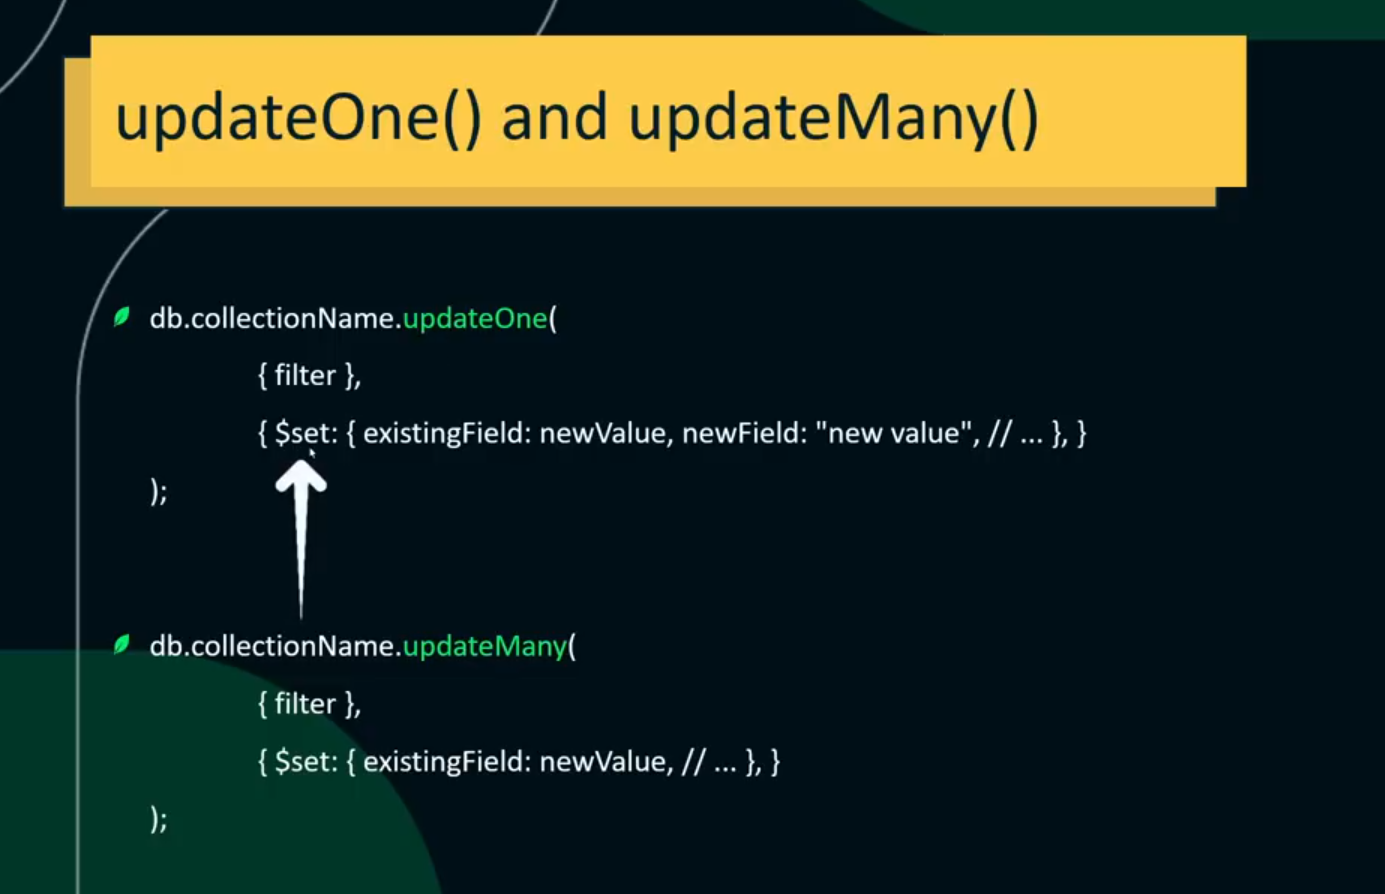 updateOne() and updateMany()
db.collectionName.updateOne(
{ filter },
{ $set: { existingField: newValue, newField: "new value", // ... }, }
);
db.collectionName.updateMany(
{ filter },
{ $set: { existingField: newValue, // ... }, }
);